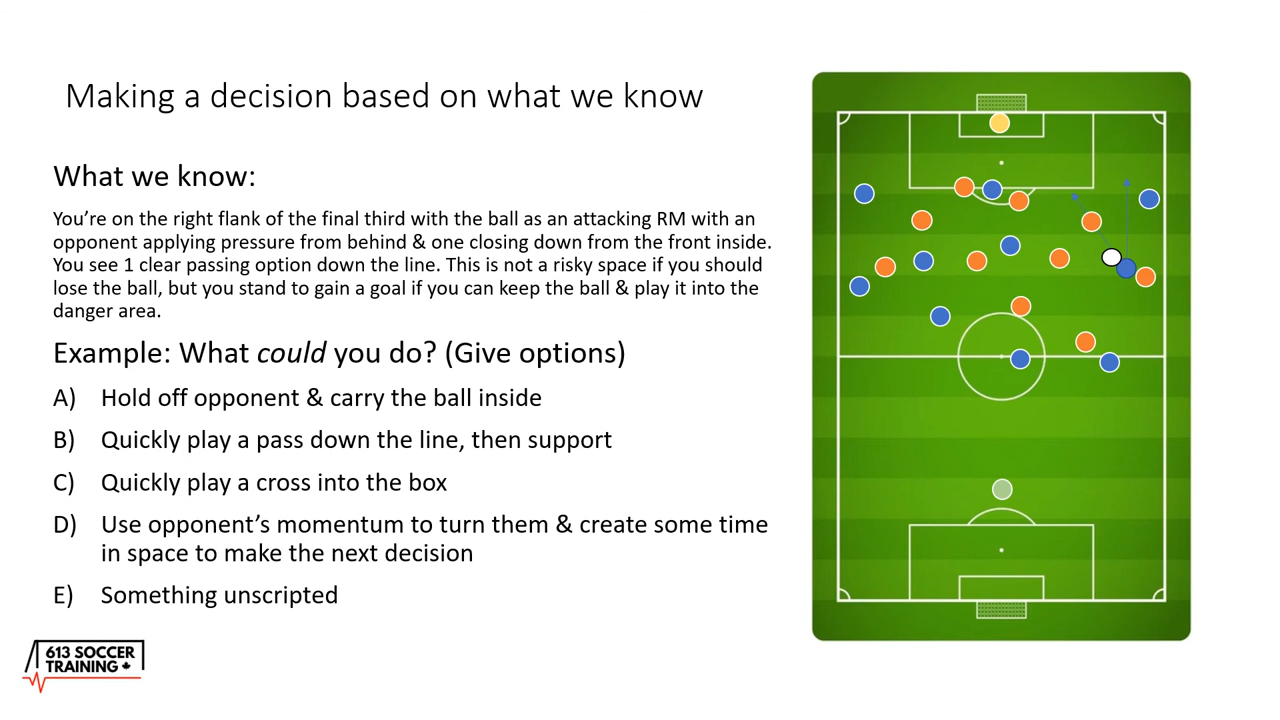 Making a decision based on what we know
What we know:
You’re on the right flank of the final third with the ball as an attacking RM with an
opponent applying pressure from behind & one closing down from the front inside.
You see 1 clear passing option down the line. This is not a risky space if you should
lose the ball, but you stand to gain a goal if you can keep the ball & play it into the
danger area.
Example: What could you do? (Give options)
A) Hold off opponent & carry the ball inside
B) Quickly play a pass down the line, then support
C) Quickly play a cross into the box
D) Use opponent’s momentum to turn them & create some time
in space to make the next decision
E) Something unscripted
613 SOCCER
TRAINING